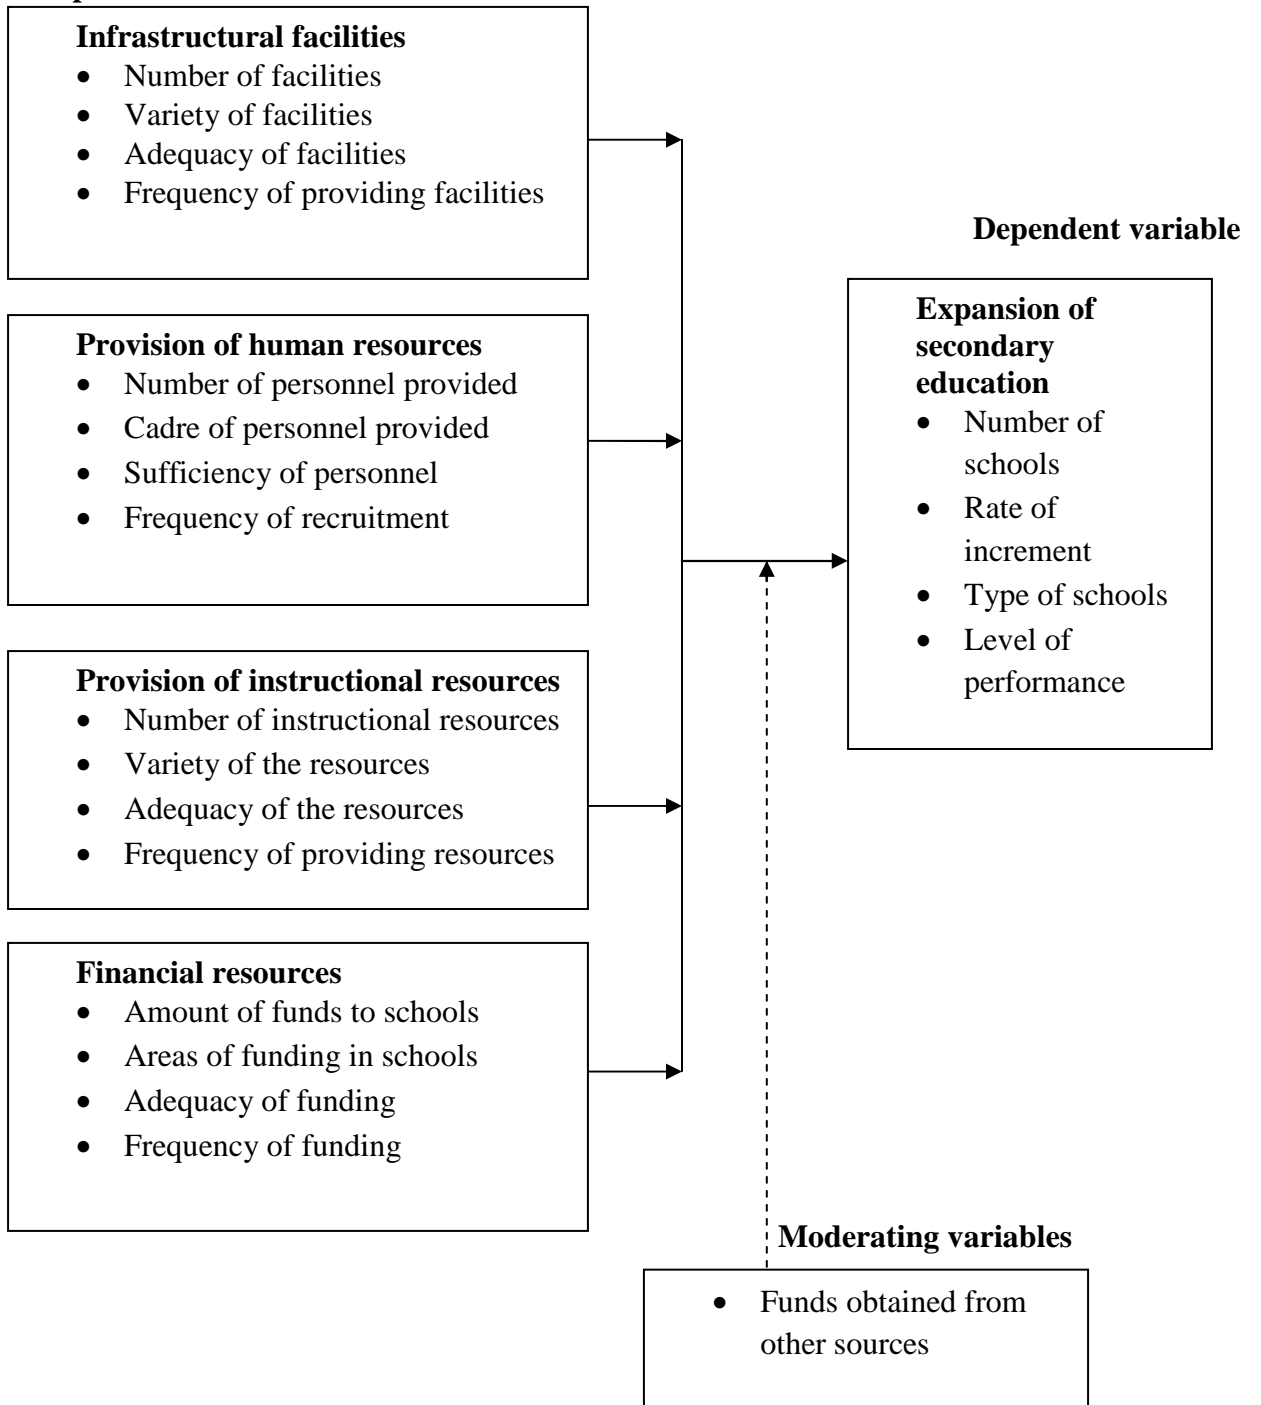 Infrastructural facilities
• Number of facilities
• Variety of facilities
• Adequacy of facilities
• Frequency of providing facilities
Dependent variable
Expansion of
secondary
education
• Number of
schools
• Rate of
increment
• Type of schools
• Level of
performance
Provision of human resources
• Number of personnel provided
• Cadre of personnel provided
• Sufficiency of personnel
• Frequency of recruitment
Provision of instructional resources
• Number of instructional resources
• Variety of the resources
• Adequacy of the resources
• Frequency of providing resources
Financial resources
• Amount of funds to schools
• Areas of funding in schools
• Adequacy of funding
• Frequency of funding
Moderating variables
• Funds obtained from
other sources